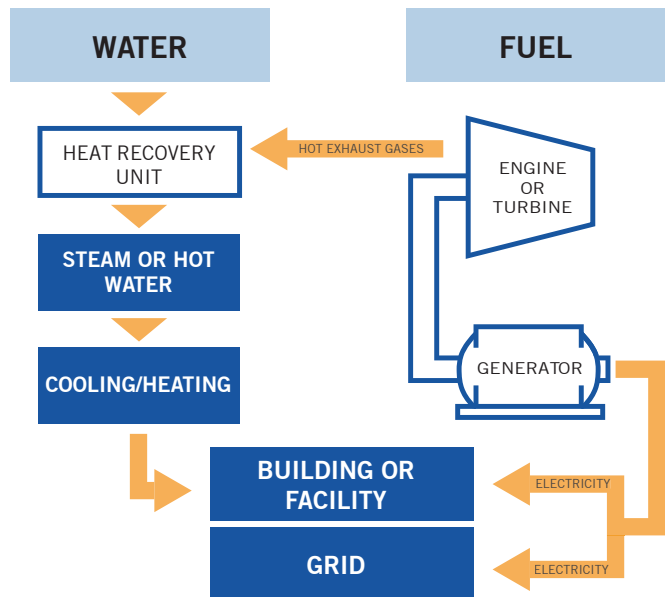 WATER
FUEL
HEAT RECOVERY
UNIT
HOT EXHAUST GASES
ENGINE
OR
TURBINE
STEAM OR HOT
WATER
COOLING/HEATING
GENERATOR
BUILDING OR
FACILITY
ELECTRICITY
GRID
ELECTRICITY